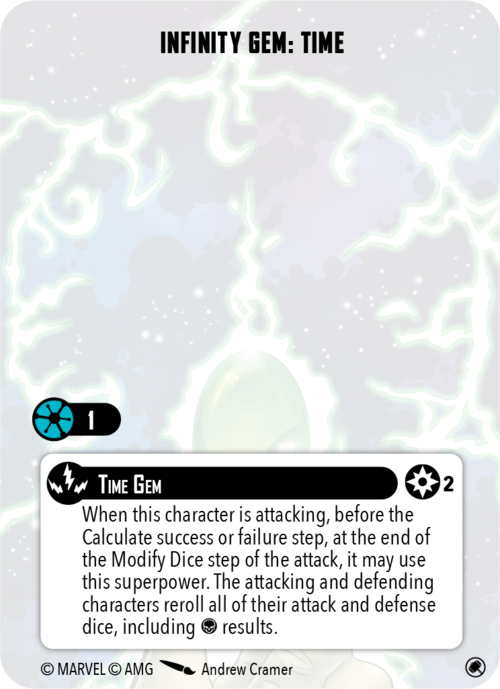 INFINITY GEM: TIME
1
TIME GEM 2
When this character is attacking, before the
Calculate success or failure step, at the end of
the Modify Dice step of the attack, it may use
this superpower. The attacking and defending
characters reroll all of their attack and defense
dice, including results.
© MARVEL © AMG Andrew Cramer